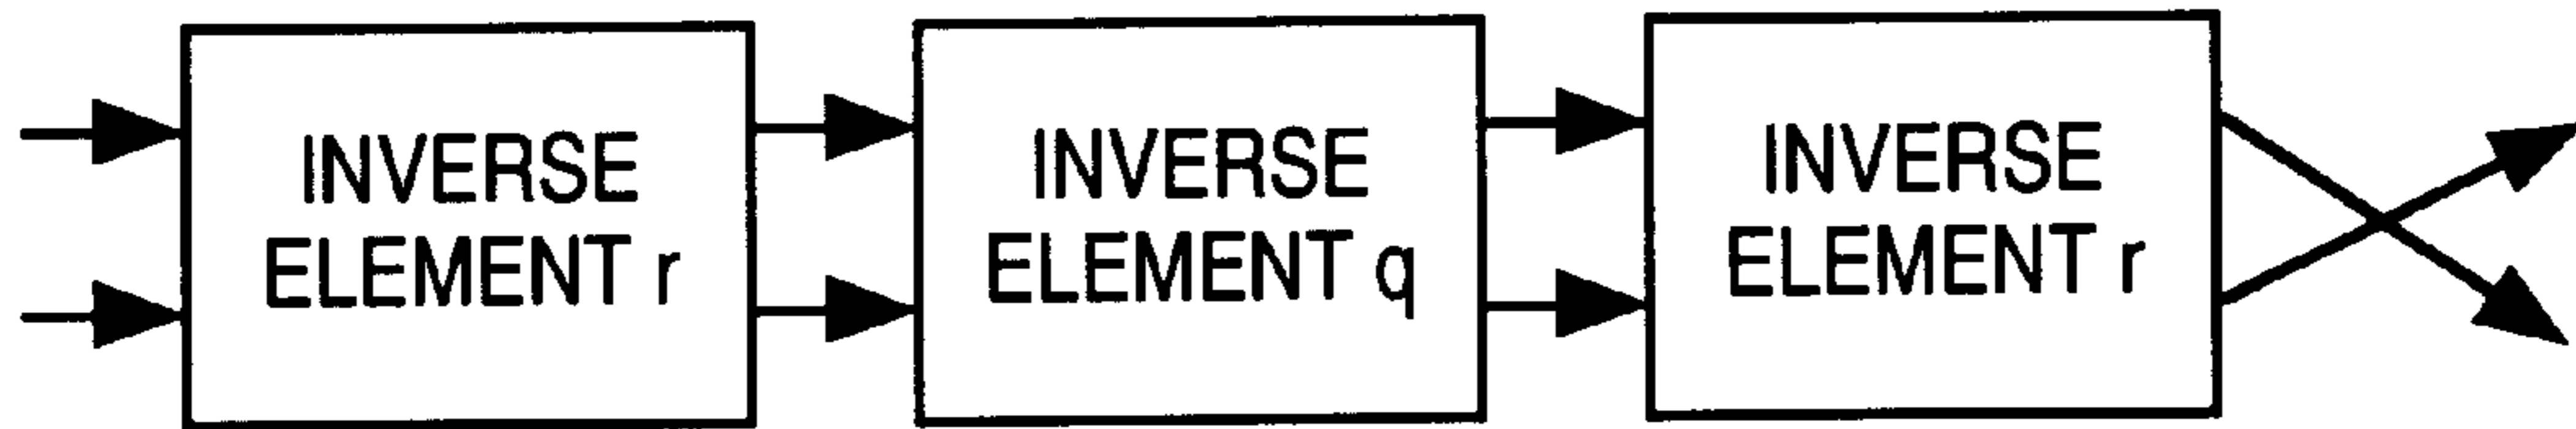 INVERSE
ELEMENT r
INVERSE
ELEMENT q
INVERSE
ELEMENT r